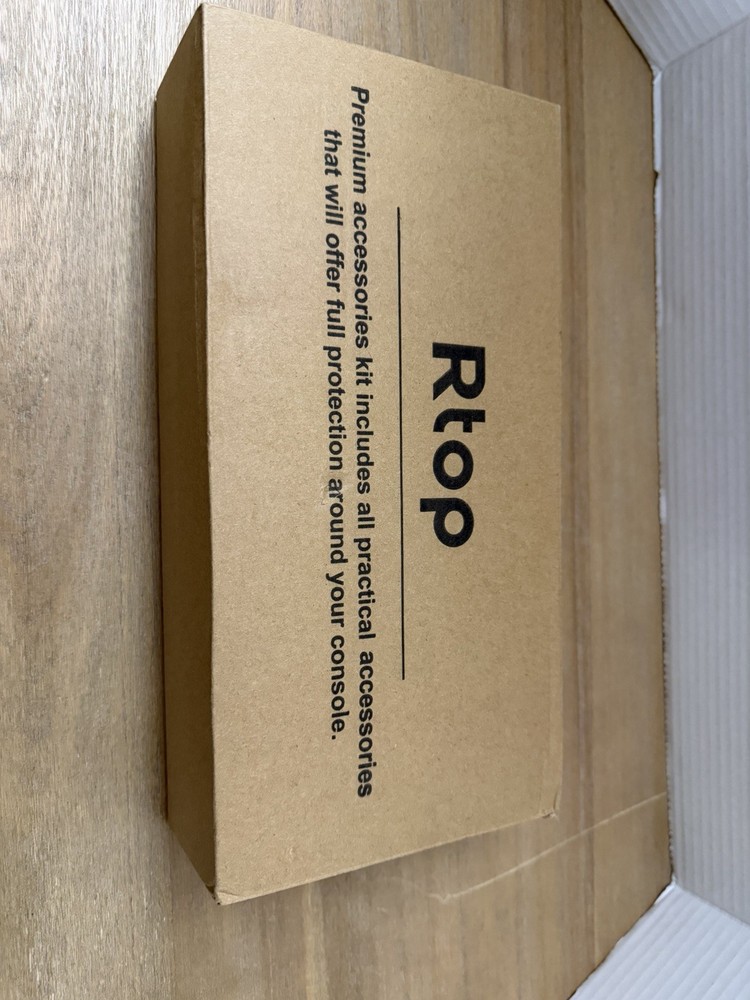 Rtop
Premium accessories kit includes all practical accessories
that will offer full protection around your console.